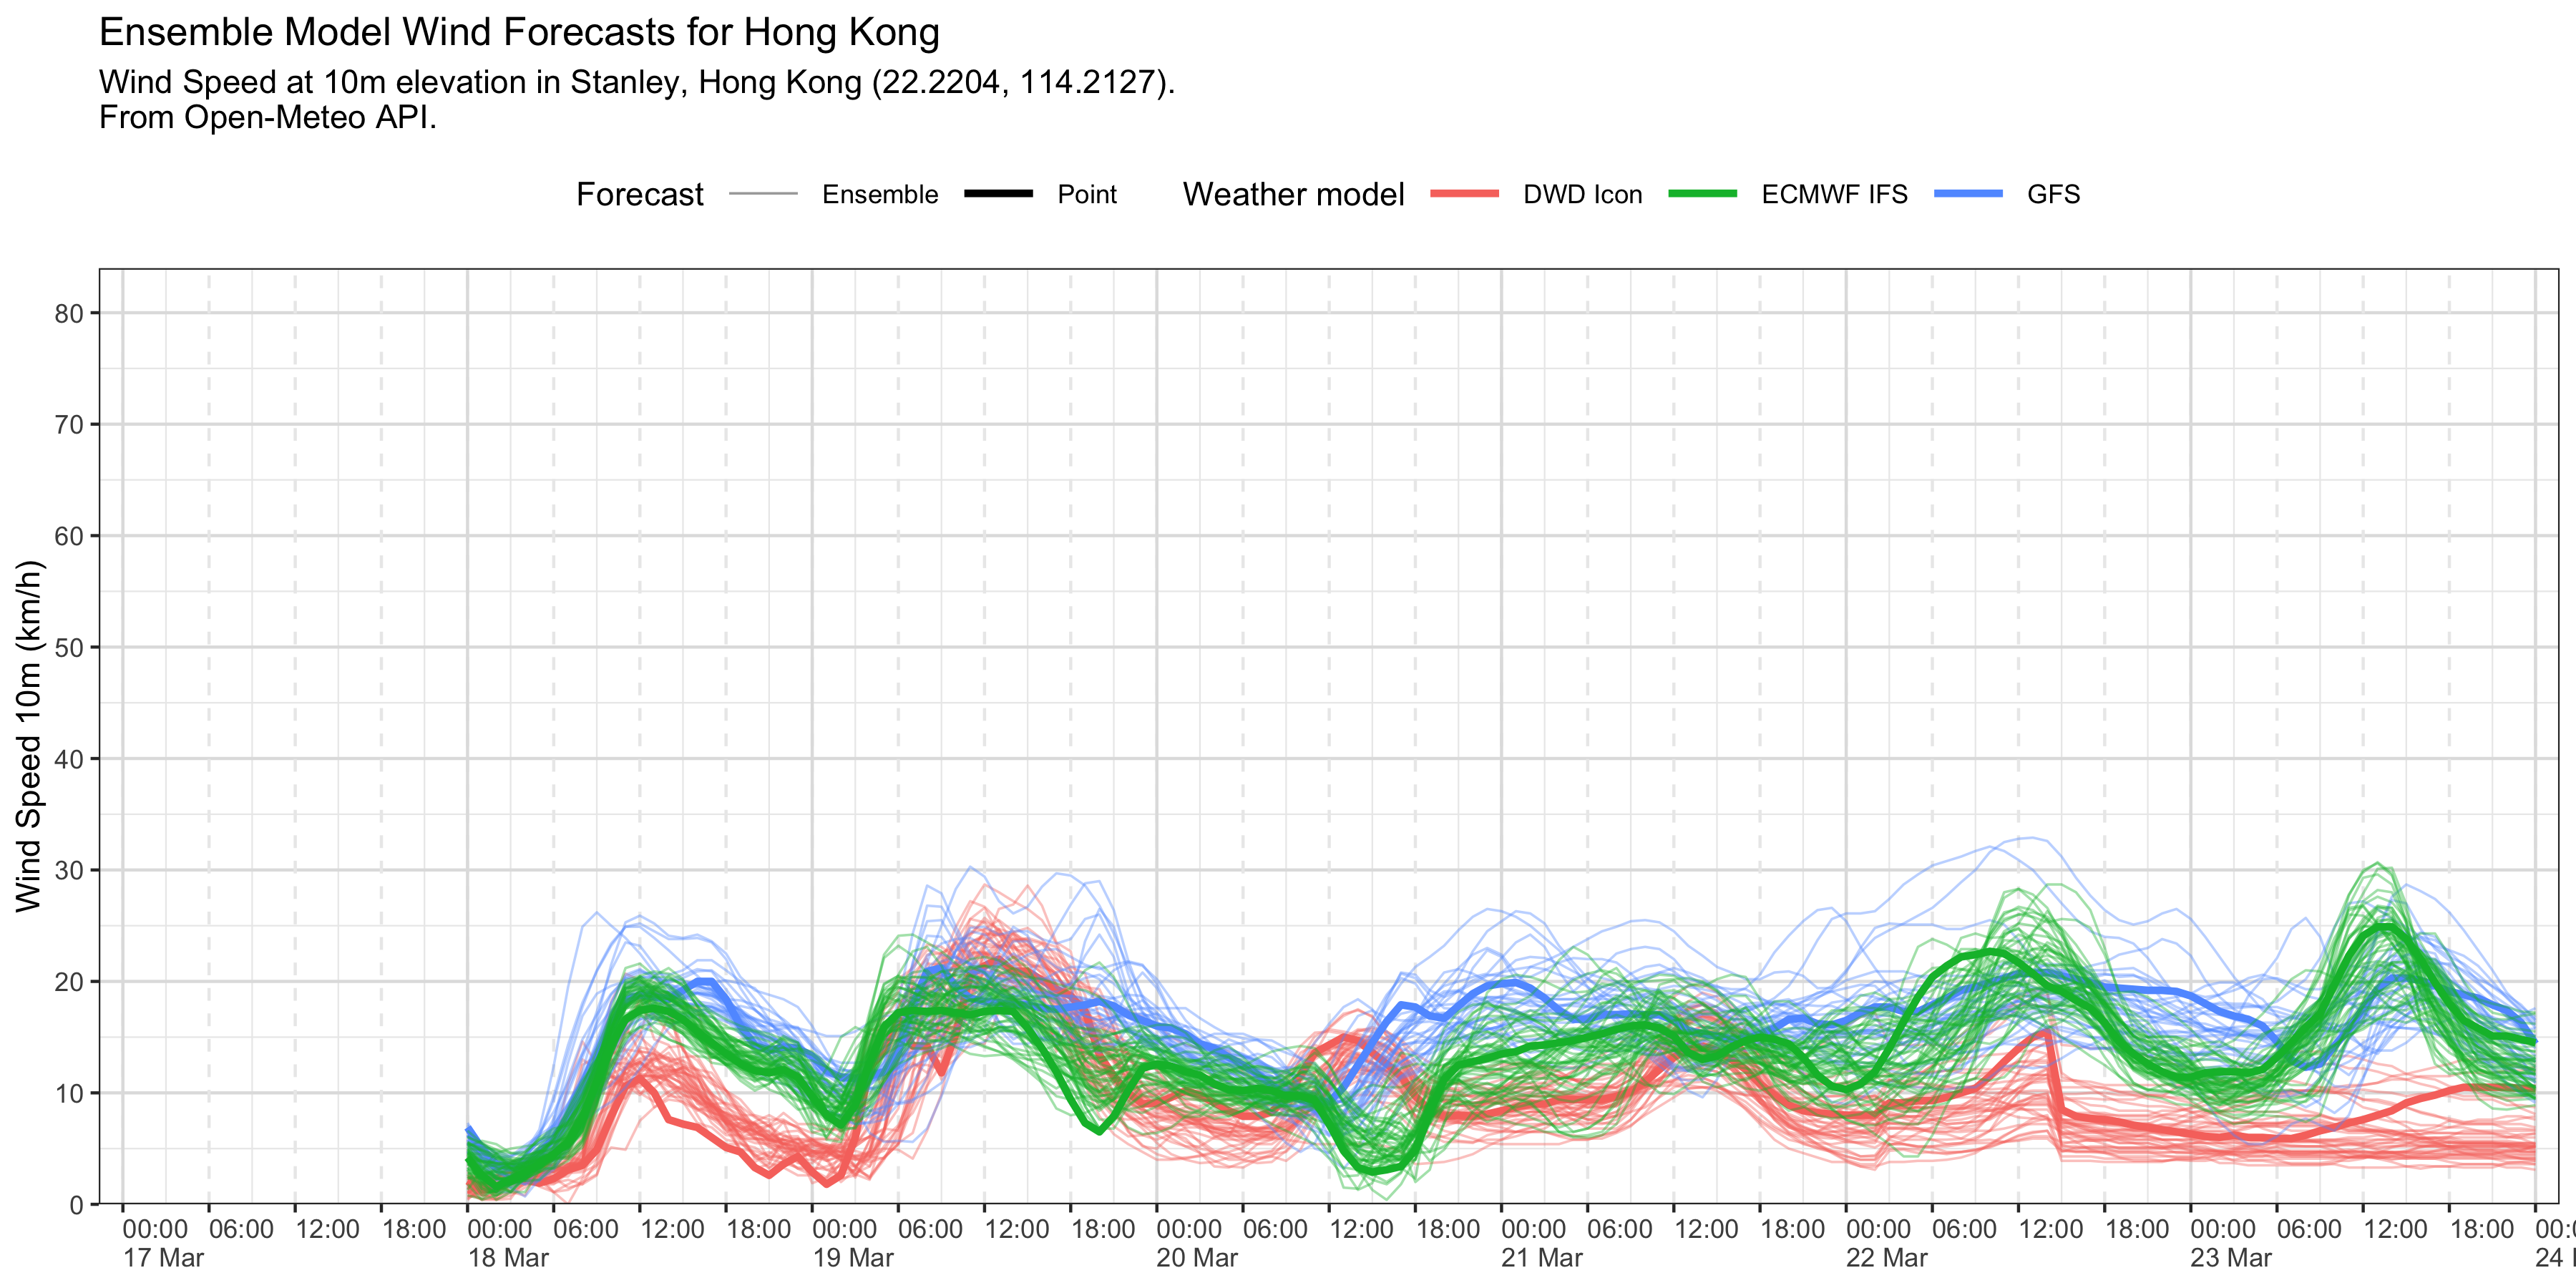 Ensemble Model Wind Forecasts for Hong Kong
Wind Speed at 10m elevation in Stanley, Hong Kong (22.2204, 114.2127).
From Open-Meteo API.
Forecast Ensemble Point Weather model DWD Icon ECMWF IFS GFS
Wind Speed 10m (km/h)
80
70
60
50
40
30
20
10
0
00:00 06:00 12:00 18:00 00:00 06:00 12:00 18:00 00:00 06:00 12:00 18:00 00:00 06:00 12:00 18:00 00:00 06:00 12:00 18:00 00:00 06:00 12:00 18:00 00:00 06:00 12:00 18:00
17 Mar 18 Mar 19 Mar 20 Mar 21 Mar 22 Mar 23 Mar 24